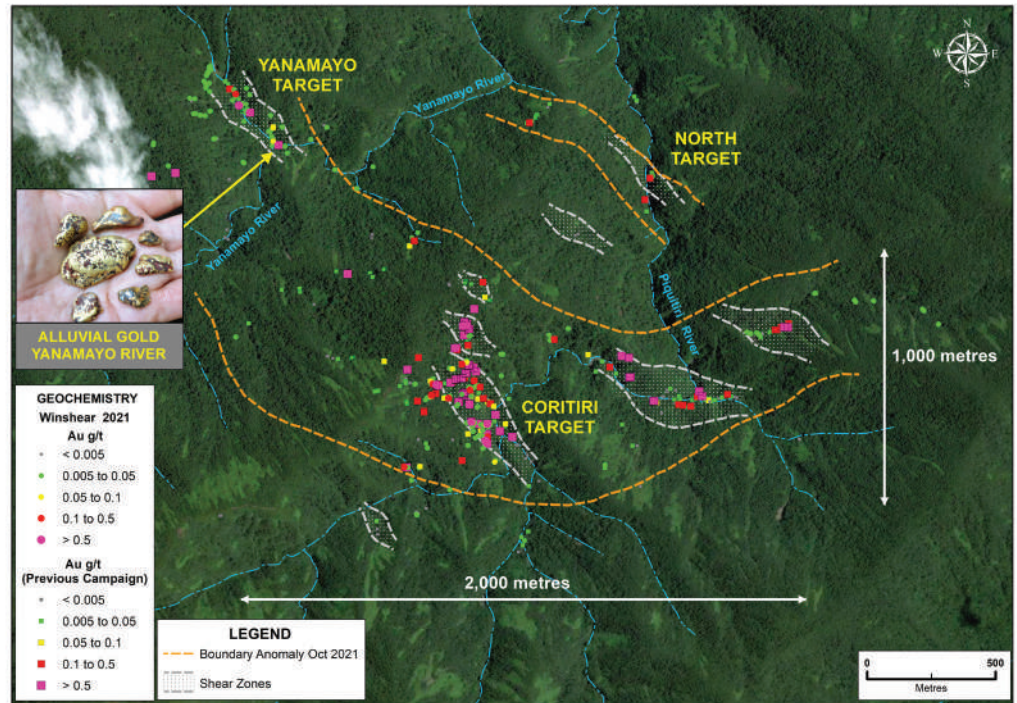 N
W
E
S
YANAMAYO
TARGET
Yanamayo River
NORTH
TARGET
Yanamayo River
Piquitiri River
ALLUVIAL GOLD
YANAMAYO RIVER
1,000 metres
CORITIRI
TARGET
2,000 metres
GEOCHEMISTRY
Winshear 2021
Au g/t
< 0.005
0.005 to 0.05
0.05 to 0.1
0.1 to 0.5
> 0.5
Au g/t
(Previous Campaign)
< 0.005
0.005 to 0.05
0.05 to 0.1
0.1 to 0.5
> 0.5
LEGEND
Boundary Anomaly Oct 2021
Shear Zones
0 500
Metres